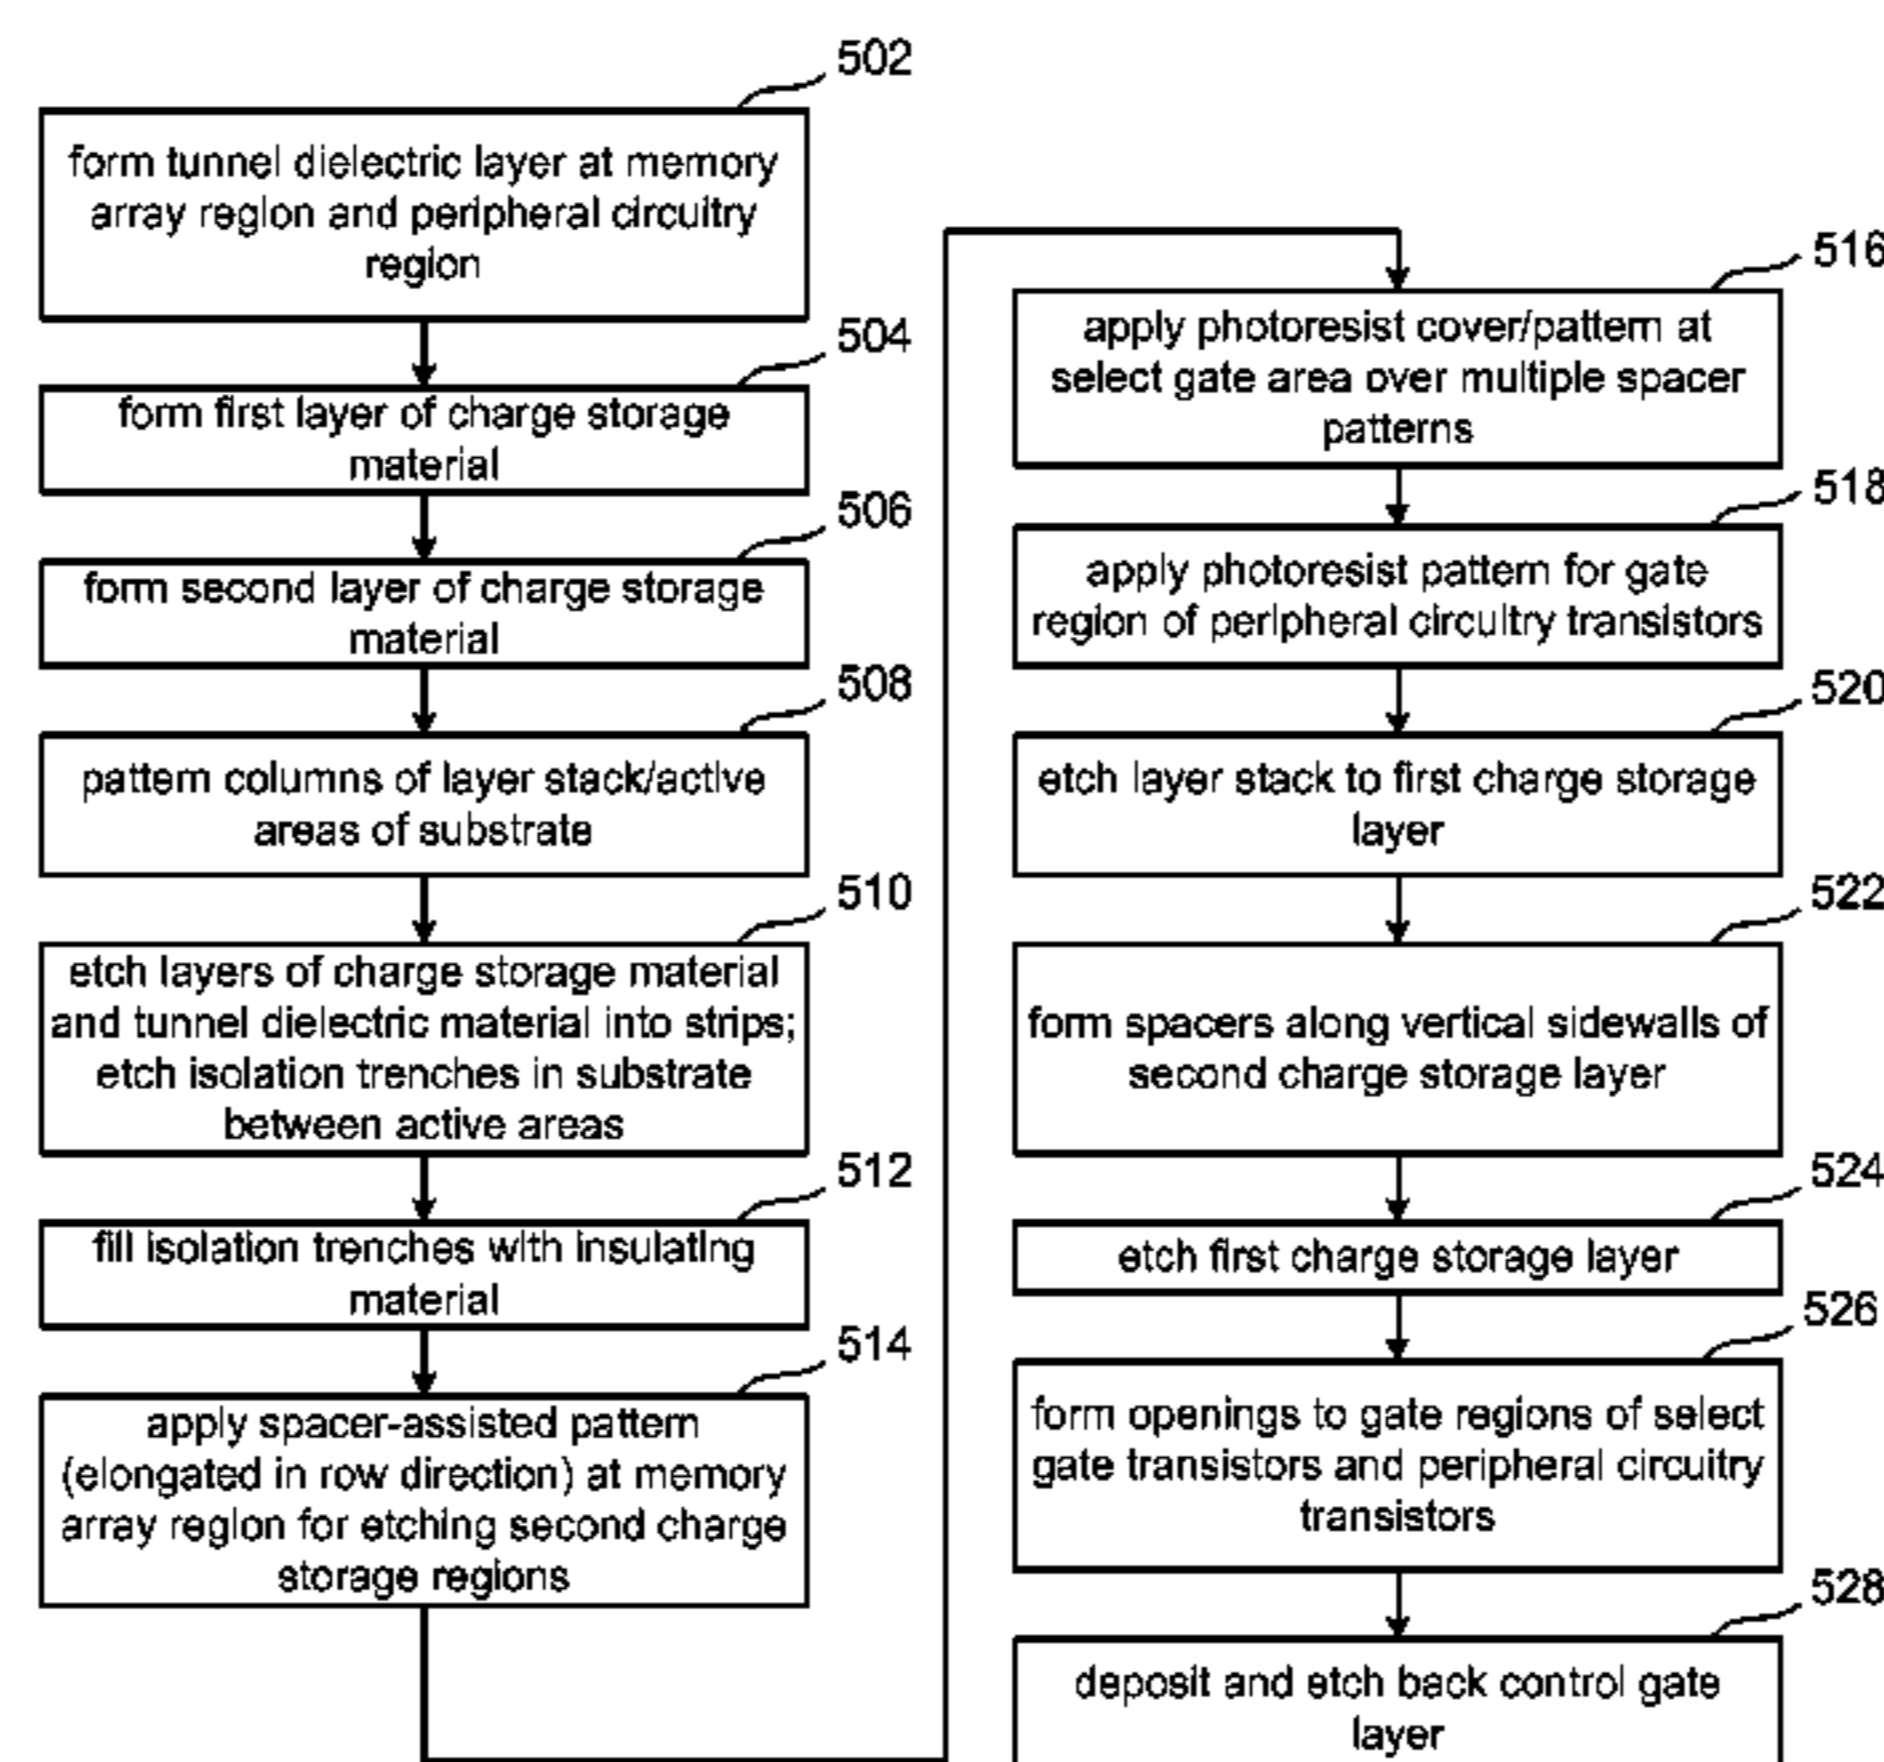 502
form tunnel dielectric layer at memory
array region and peripheral circuitry
region
504
form first layer of charge storage
material
506
form second layer of charge storage
material
508
pattern columns of layer stack/active
areas of substrate
510
etch layers of charge storage material
and tunnel dielectric material into strips;
etch isolation trenches in substrate
between active areas
512
fill isolation trenches with insulating
material
514
apply spacer-assisted pattern
(elongated in row direction) at memory
array region for etching second charge
storage regions
516
apply photoresist cover/pattern at
select gate area over multiple spacer
patterns
518
apply photoresist pattern for gate
region of peripheral circuitry transistors
520
etch layer stack to first charge storage
layer
522
form spacers along vertical sidewalls of
second charge storage layer
524
etch first charge storage layer
526
form openings to gate regions of select
gate transistors and peripheral circuitry
transistors
528
deposit and etch back control gate
layer